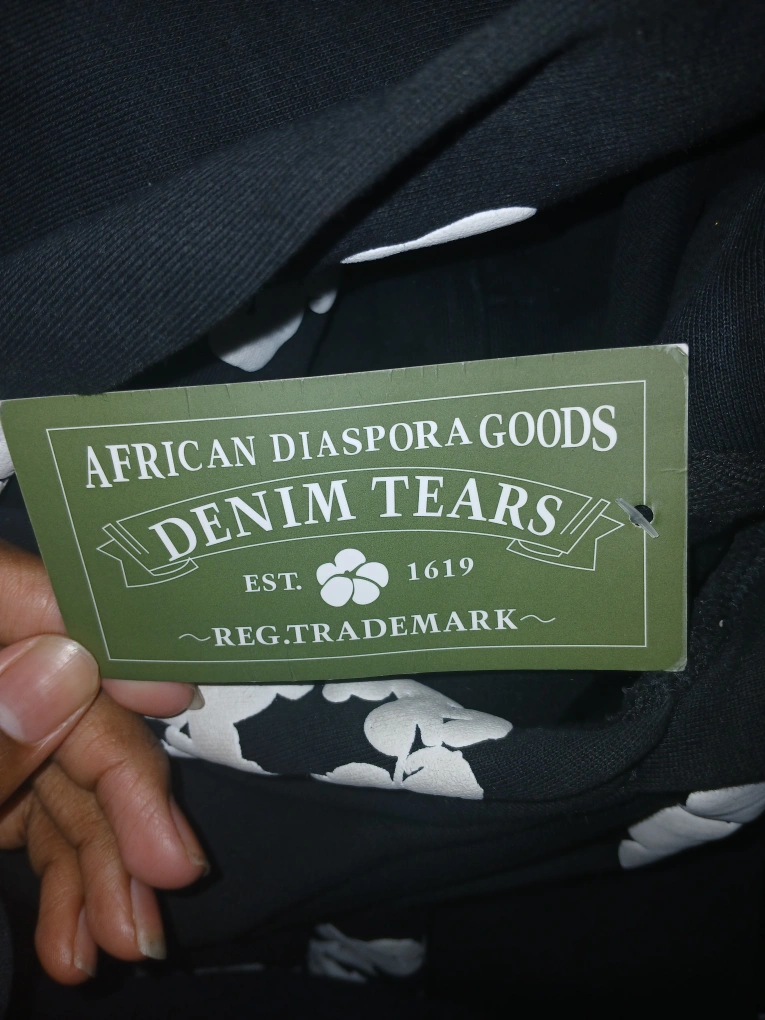 AFRICAN DIASPORA GOODS
DENIM TEARS
EST. 1619
~REG.TRADEMARK~